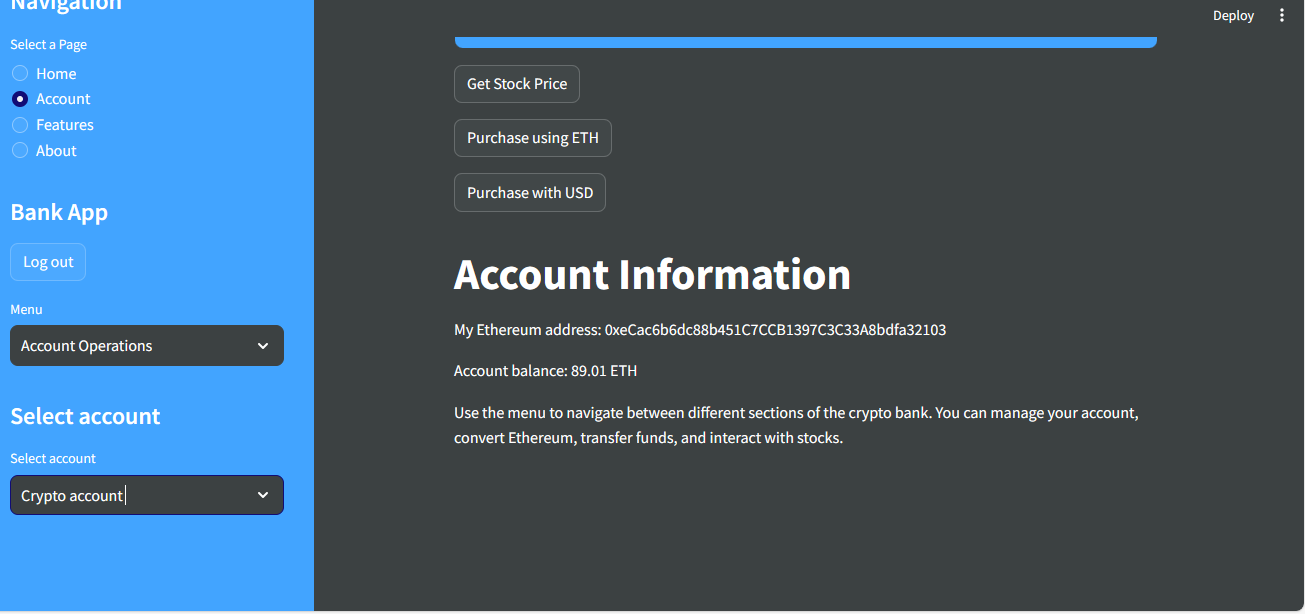 Navigation
Select a Page
Home
Account
Features
About
Bank App
Log out
Menu
Account Operations
Select account
Select account
Crypto account
Deploy
Get Stock Price
Purchase using ETH
Purchase with USD
Account Information
My Ethereum address: 0xeCac6b6dc88b451C7CCB1397C3C33A8bdfa32103
Account balance: 89.01 ETH
Use the menu to navigate between different sections of the crypto bank. You can manage your account,
convert Ethereum, transfer funds, and interact with stocks.